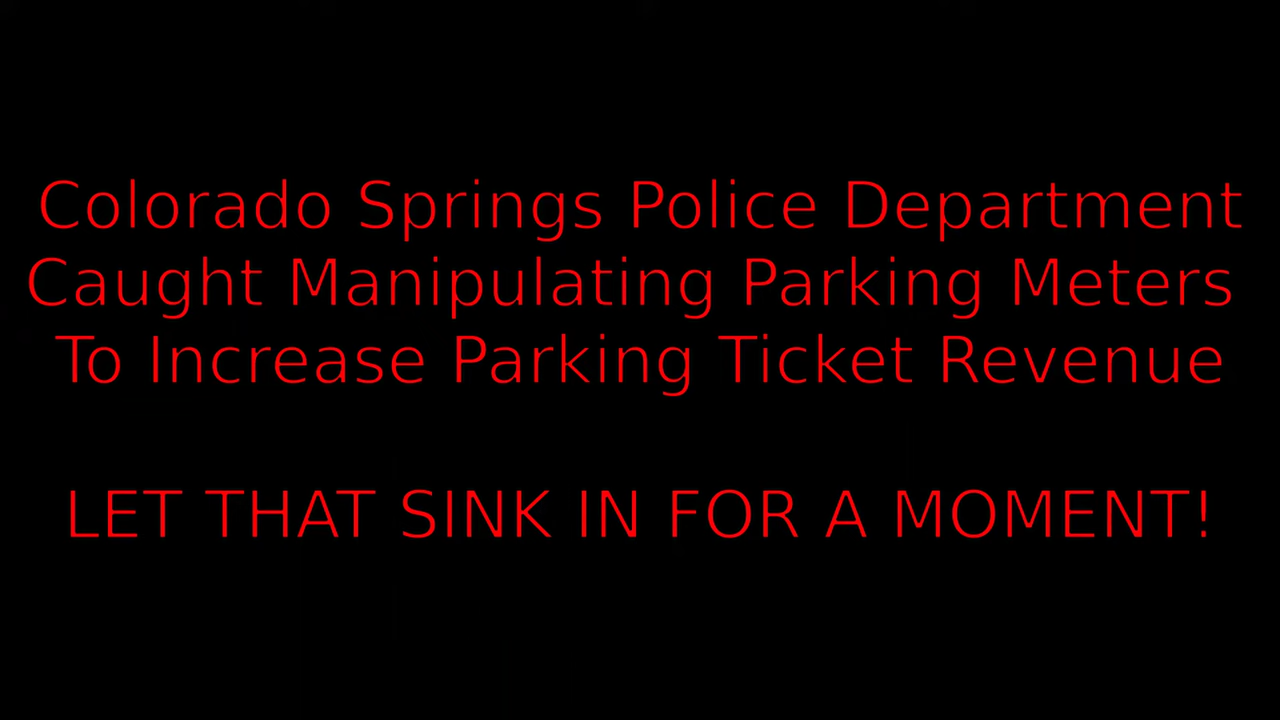 Colorado Springs Police Department
Caught Manipulating Parking Meters
To Increase Parking Ticket Revenue
LET THAT SINK IN FOR A MOMENT!